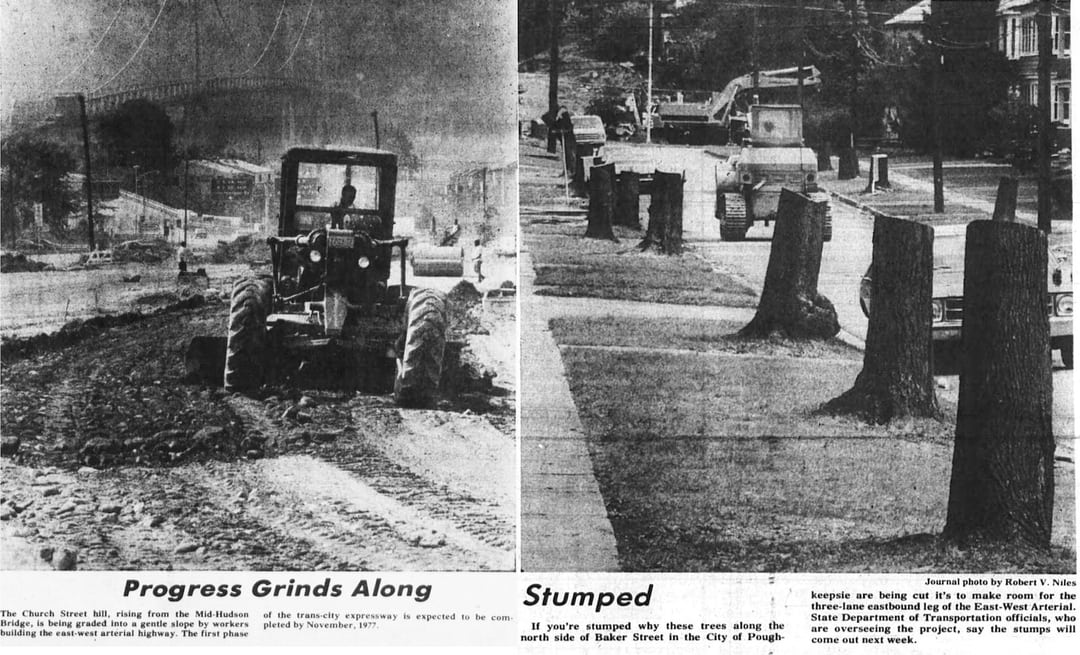 Progress Grinds Along
The Church Street hill, rising from the Mid-Hudson
Bridge, is being graded into a gentle slope by workers
building the east-west arterial highway. The first phase
of the trans-city expressway is expected to be com-
pleted by November, 1977.
Journal photo by Robert V. Niles
Stumped
If you're stumped why these trees along the
north side of Baker Street in the City of Pough-
keepsie are being cut it's to make room for the
three-lane eastbound leg of the East-West Arterial.
State Department of Transportation officials, who
are overseeing the project, say the stumps will
come out next week.